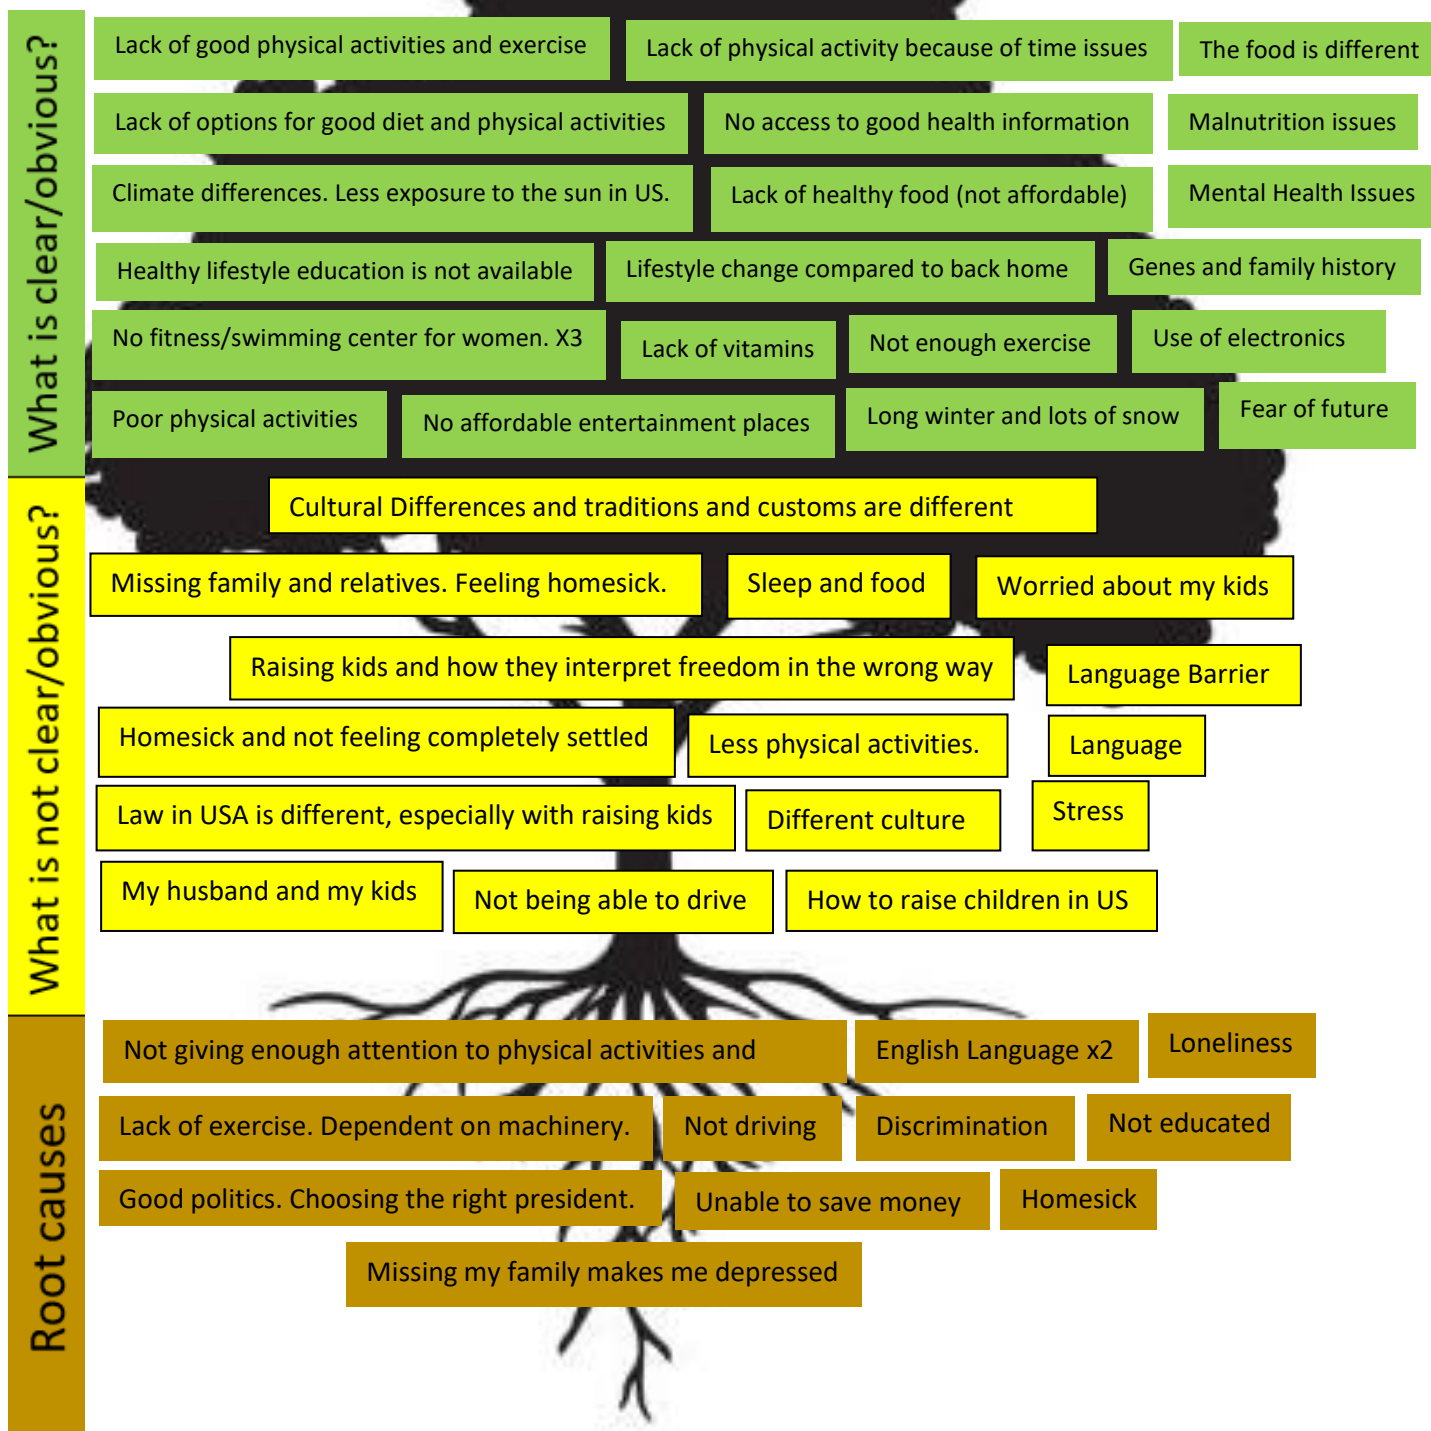 What is clear/obvious?
Lack of good physical activities and exercise
Lack of physical activity because of time issues
The food is different
Lack of options for good diet and physical activities
No access to good health information
Malnutrition issues
Climate differences. Less exposure to the sun in US.
Lack of healthy food (not affordable)
Mental Health Issues
Healthy lifestyle education is not available
Lifestyle change compared to back home
Genes and family history
No fitness/swimming center for women. X3
Lack of vitamins
Not enough exercise
Use of electronics
Poor physical activities
No affordable entertainment places
Long winter and lots of snow
Fear of future
What is not clear/obvious?
Cultural Differences and traditions and customs are different
Missing family and relatives. Feeling homesick.
Sleep and food
Worried about my kids
Raising kids and how they interpret freedom in the wrong way
Language Barrier
Homesick and not feeling completely settled
Less physical activities.
Language
Law in USA is different, especially with raising kids
Different culture
Stress
My husband and my kids
Not being able to drive
How to raise children in US
Root causes
Not giving enough attention to physical activities and
English Language x2
Loneliness
Lack of exercise. Dependent on machinery.
Not driving
Discrimination
Not educated
Good politics. Choosing the right president.
Unable to save money
Homesick
Missing my family makes me depressed